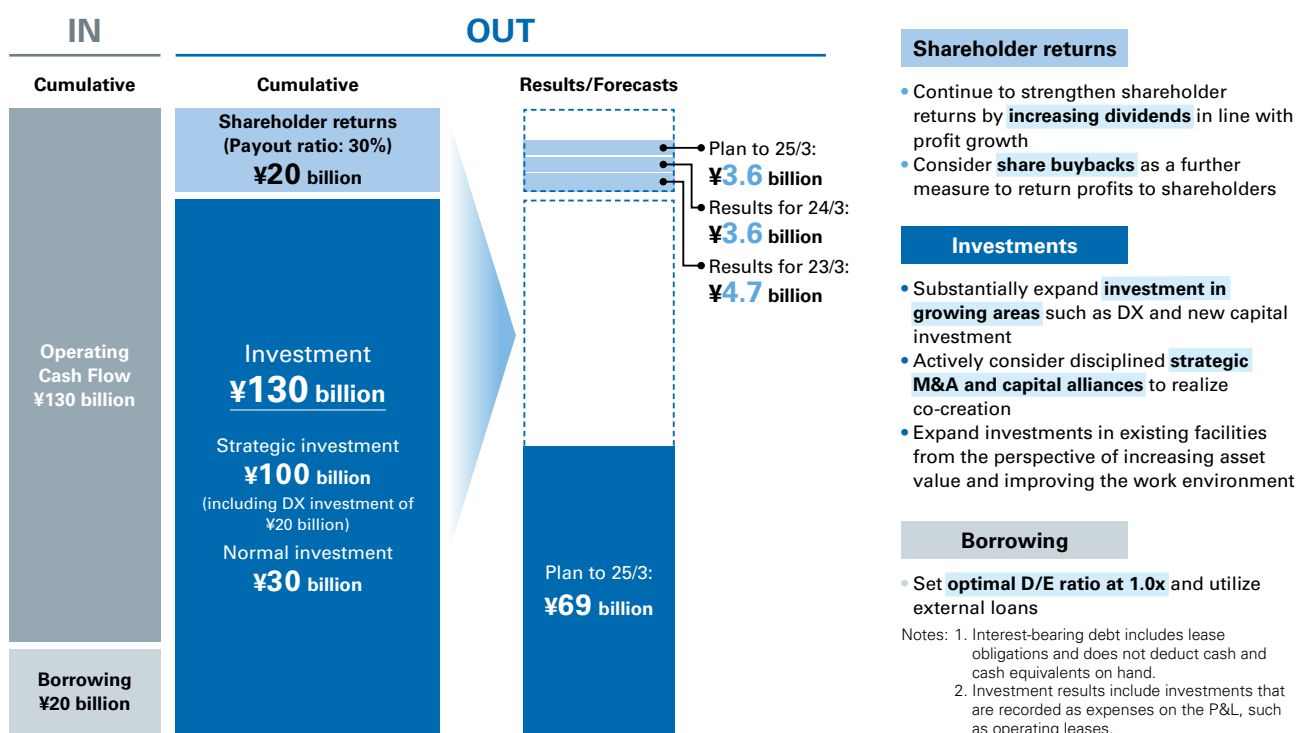 IN
OUT
Cumulative
Cumulative
Results/Forecasts
Operating
Cash Flow
¥130 billion
Borrowing
¥20 billion
Shareholder returns
(Payout ratio: 30%)
¥20 billion
Investment
¥130 billion
Strategic investment
¥100 billion
(including DX investment of
¥20 billion)
Normal investment
¥30 billion
Plan to 25/3:
¥3.6 billion
Results for 24/3:
¥3.6 billion
Results for 23/3:
¥4.7 billion
Plan to 25/3:
¥69 billion
Shareholder returns
• Continue to strengthen shareholder
returns by increasing dividends in line with
profit growth
• Consider share buybacks as a further
measure to return profits to shareholders
Investments
• Substantially expand investment in
growing areas such as DX and new capital
investment
• Actively consider disciplined strategic
M&A and capital alliances to realize
co-creation
• Expand investments in existing facilities
from the perspective of increasing asset
value and improving the work environment
Borrowing
• Set optimal D/E ratio at 1.0x and utilize
external loans
Notes: 1. Interest-bearing debt includes lease
obligations and does not deduct cash and
cash equivalents on hand.
2. Investment results include investments that
are recorded as expenses on the P&L, such
as operating leases.